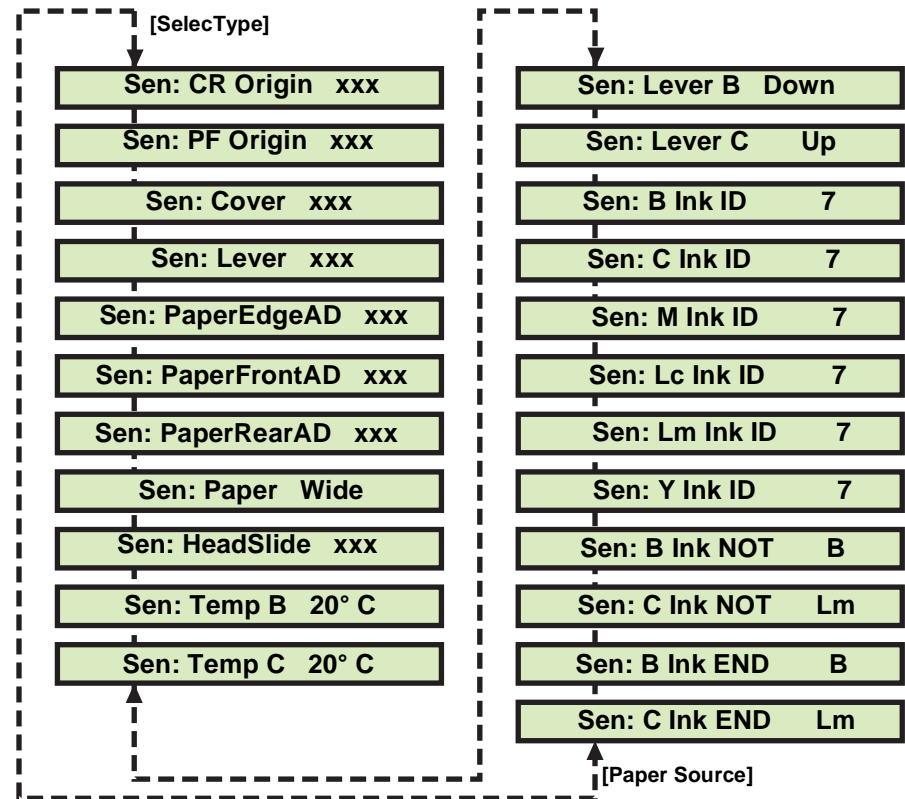 [SelecType]
Sen: CR Origin xxx
Sen: PF Origin xxx
Sen: Cover xxx
Sen: Lever xxx
Sen: PaperEdgeAD xxx
Sen: PaperFrontAD xxx
Sen: PaperRearAD xxx
Sen: Paper Wide
Sen: HeadSlide xxx
Sen: Temp B 20° C
Sen: Temp C 20° C
Sen: Lever B Down
Sen: Lever C Up
Sen: B Ink ID 7
Sen: C Ink ID 7
Sen: M Ink ID 7
Sen: Lc Ink ID 7
Sen: Lm Ink ID 7
Sen: Y Ink ID 7
Sen: B Ink NOT B
Sen: C Ink NOT Lm
Sen: B Ink END B
Sen: C Ink END Lm
[Paper Source]